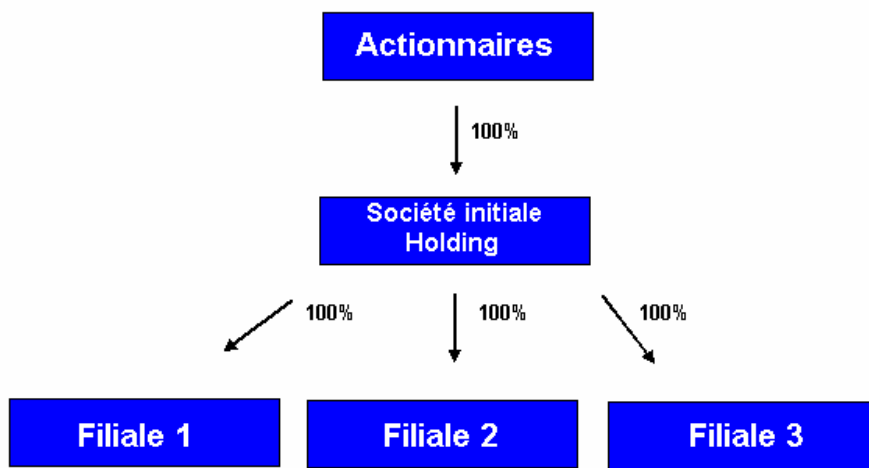 Actionnaires
100%
Société initiale
Holding
100%
100%
100%
Filiale 1
Filiale 2
Filiale 3